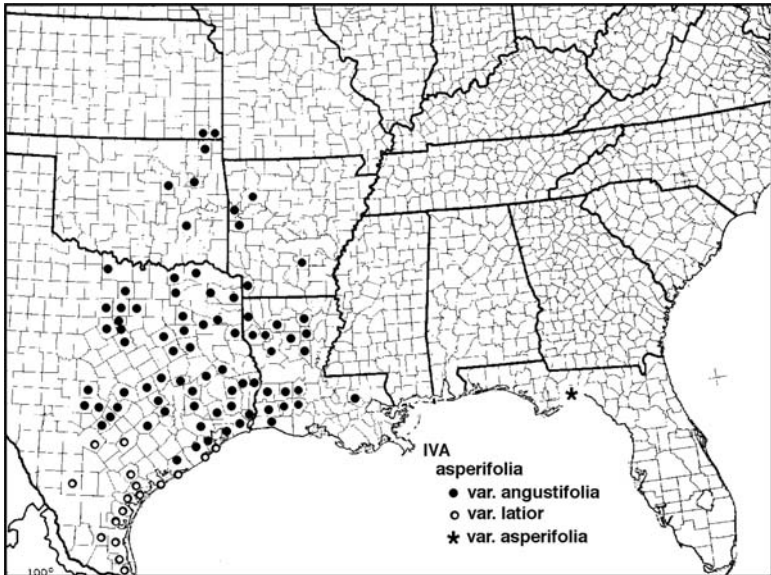 IVA
asperifolia
● var. angustifolia
○ var. latior
* var. asperifolia
100°